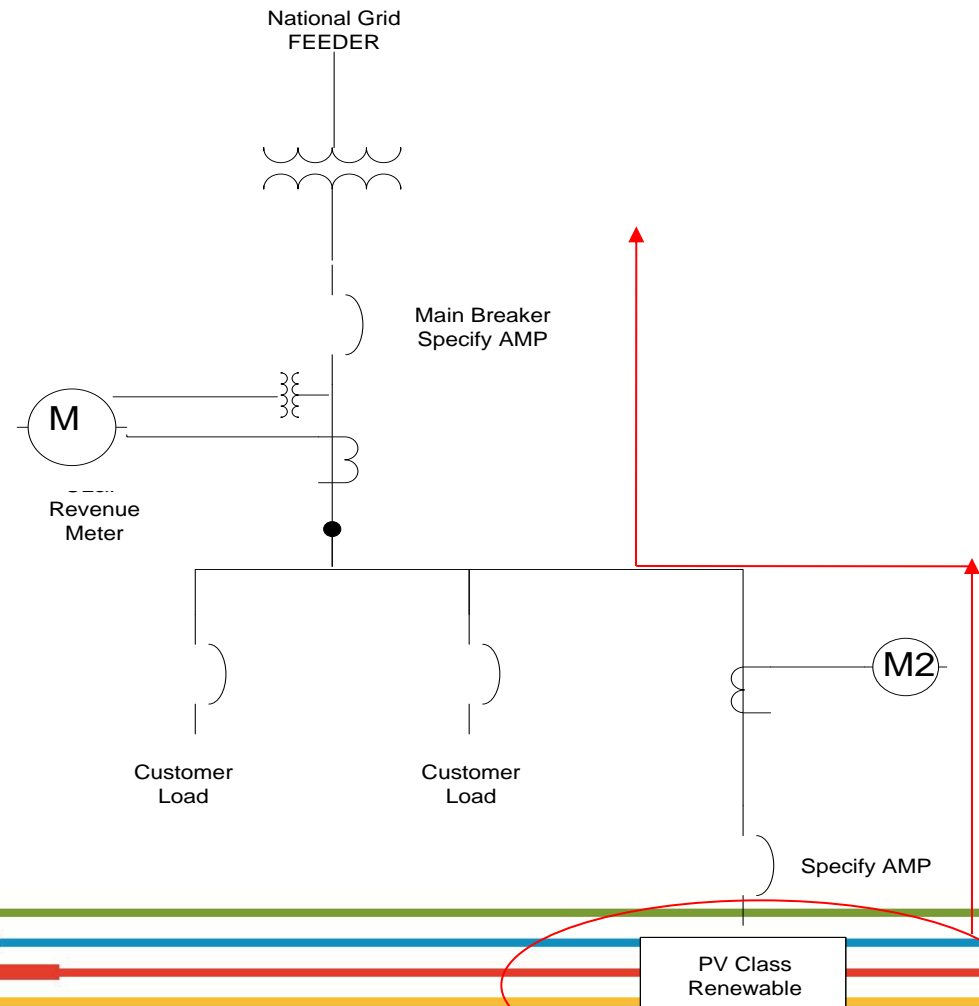 National Grid
FEEDER
Main Breaker
Specify AMP
M
Revenue
Meter
M2
Customer
Load
Customer
Load
Specify AMP
PV Class
Renewable